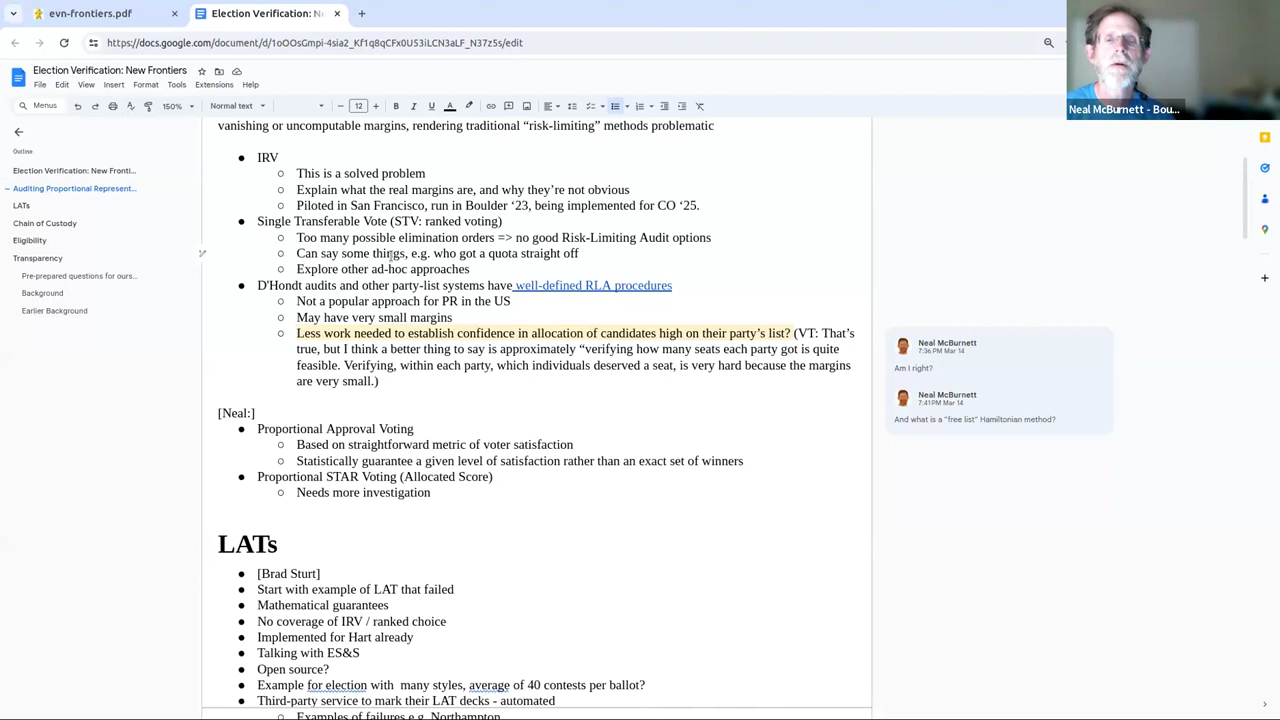 evn-frontiers.pdf
Election Verification: New
https://docs.google.com/document/d/1oOOsGmpi-4sia2_Kf1q8qCFx0U53iLCN3aLF_N37z5s/edit
Election Verification: New Frontiers
File Edit View Insert Format Tools Extensions Help
Menus 150% Normal text 12 B I U A
Neal McBurnett - Bou...
vanishing or uncomputable margins, rendering traditional “risk-limiting” methods problematic
Outline
Election Verification: New Fronti...
Auditing Proportional Represent...
LATs
Chain of Custody
Eligibility
Transparency
Pre-prepared questions for ours...
Background
Earlier Background
● IRV
○ This is a solved problem
○ Explain what the real margins are, and why they’re not obvious
○ Piloted in San Francisco, run in Boulder ‘23, being implemented for CO ‘25.
● Single Transferable Vote (STV: ranked voting)
○ Too many possible elimination orders => no good Risk-Limiting Audit options
○ Can say some things, e.g. who got a quota straight off
○ Explore other ad-hoc approaches
● D'Hondt audits and other party-list systems have well-defined RLA procedures
○ Not a popular approach for PR in the US
○ May have very small margins
○ Less work needed to establish confidence in allocation of candidates high on their party’s list? (VT: That’s
true, but I think a better thing to say is approximately “verifying how many seats each party got is quite
feasible. Verifying, within each party, which individuals deserved a seat, is very hard because the margins
are very small.)
[Neal:]
● Proportional Approval Voting
○ Based on straightforward metric of voter satisfaction
○ Statistically guarantee a given level of satisfaction rather than an exact set of winners
● Proportional STAR Voting (Allocated Score)
○ Needs more investigation
LATs
● [Brad Sturt]
● Start with example of LAT that failed
● Mathematical guarantees
● No coverage of IRV / ranked choice
● Implemented for Hart already
● Talking with ES&S
● Open source?
● Example for election with many styles, average of 40 contests per ballot?
● Third-party service to mark their LAT decks - automated
○ Examples of failures e.g. Northampton
Neal McBurnett
7:36 PM Mar 14
Am I right?
Neal McBurnett
7:41 PM Mar 14
And what is a "free list" Hamiltonian method?